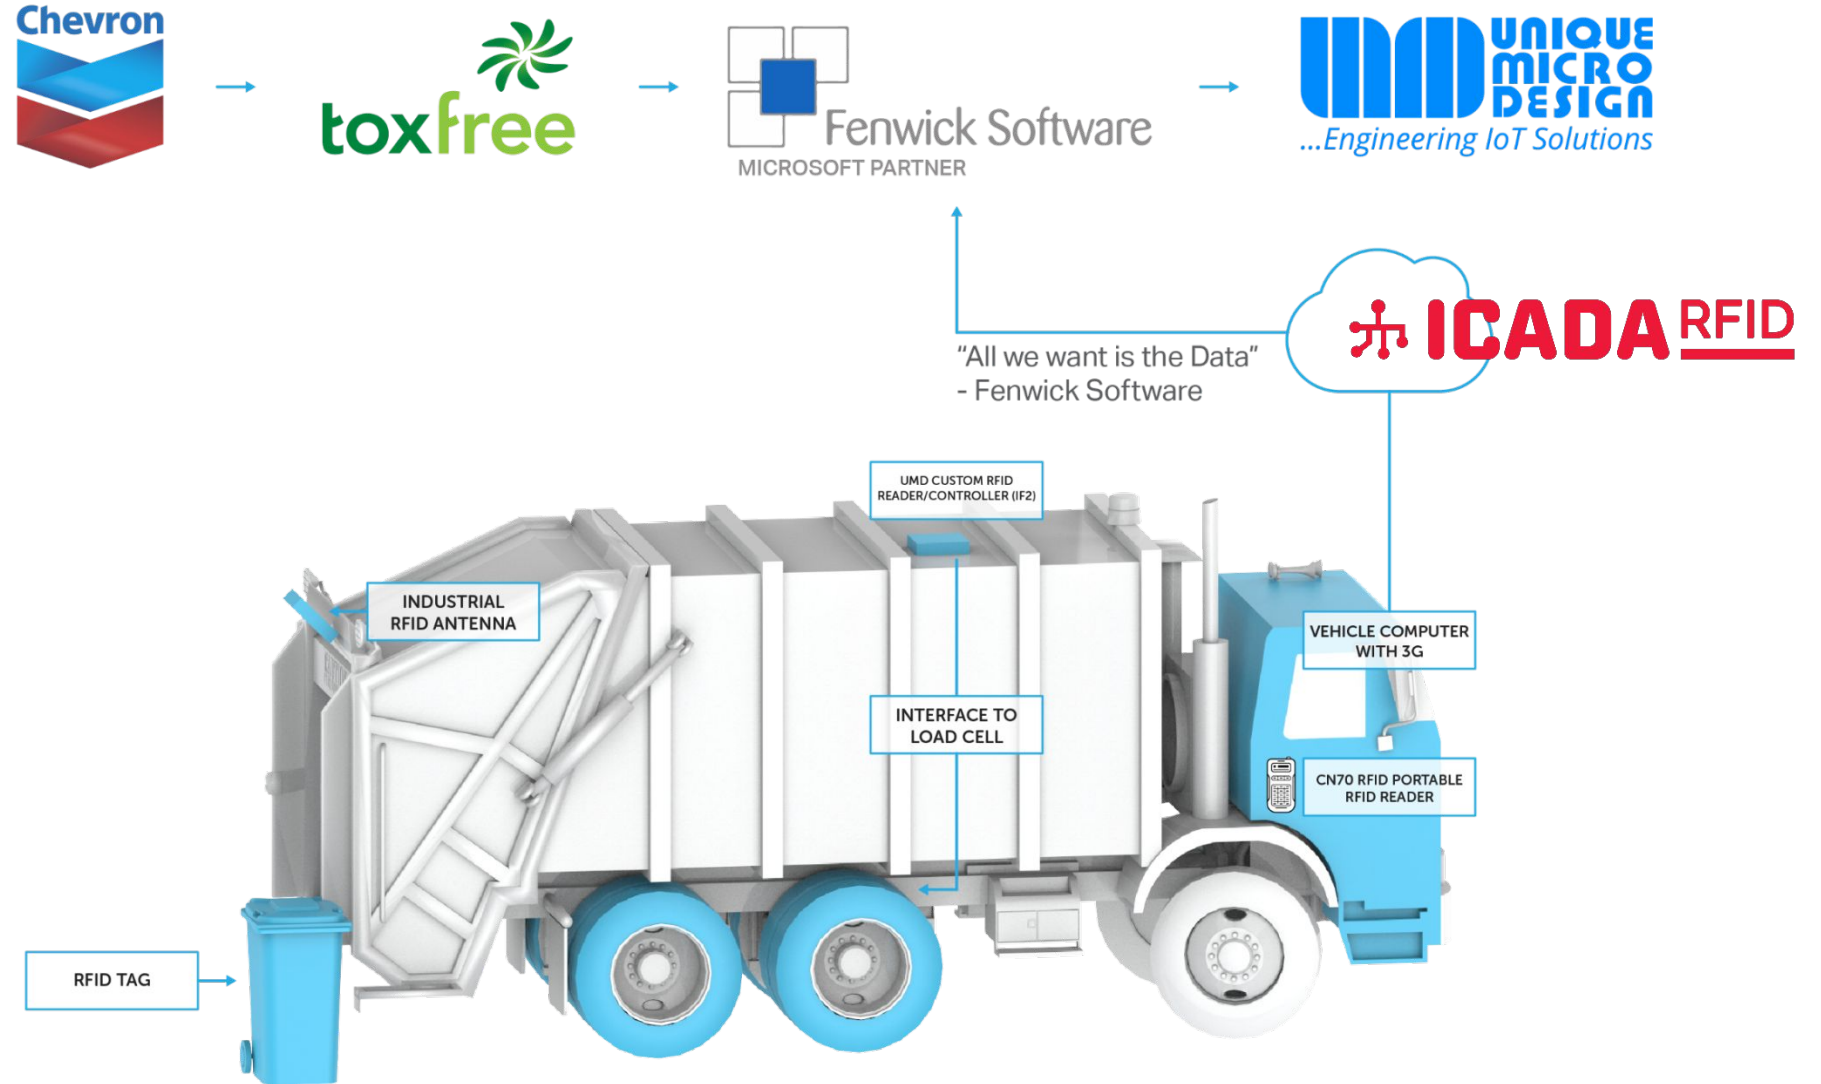 Chevron
toxfree
Fenwick Software
MICROSOFT PARTNER
UMD
UNIQUE
MICRO
DESIGN
...Engineering IoT Solutions
ICADA RFID
“All we want is the Data”
- Fenwick Software
UMD CUSTOM RFID
READER/CONTROLLER (IF2)
INDUSTRIAL
RFID ANTENNA
VEHICLE COMPUTER
WITH 3G
INTERFACE TO
LOAD CELL
CN70 RFID PORTABLE
RFID READER
RFID TAG